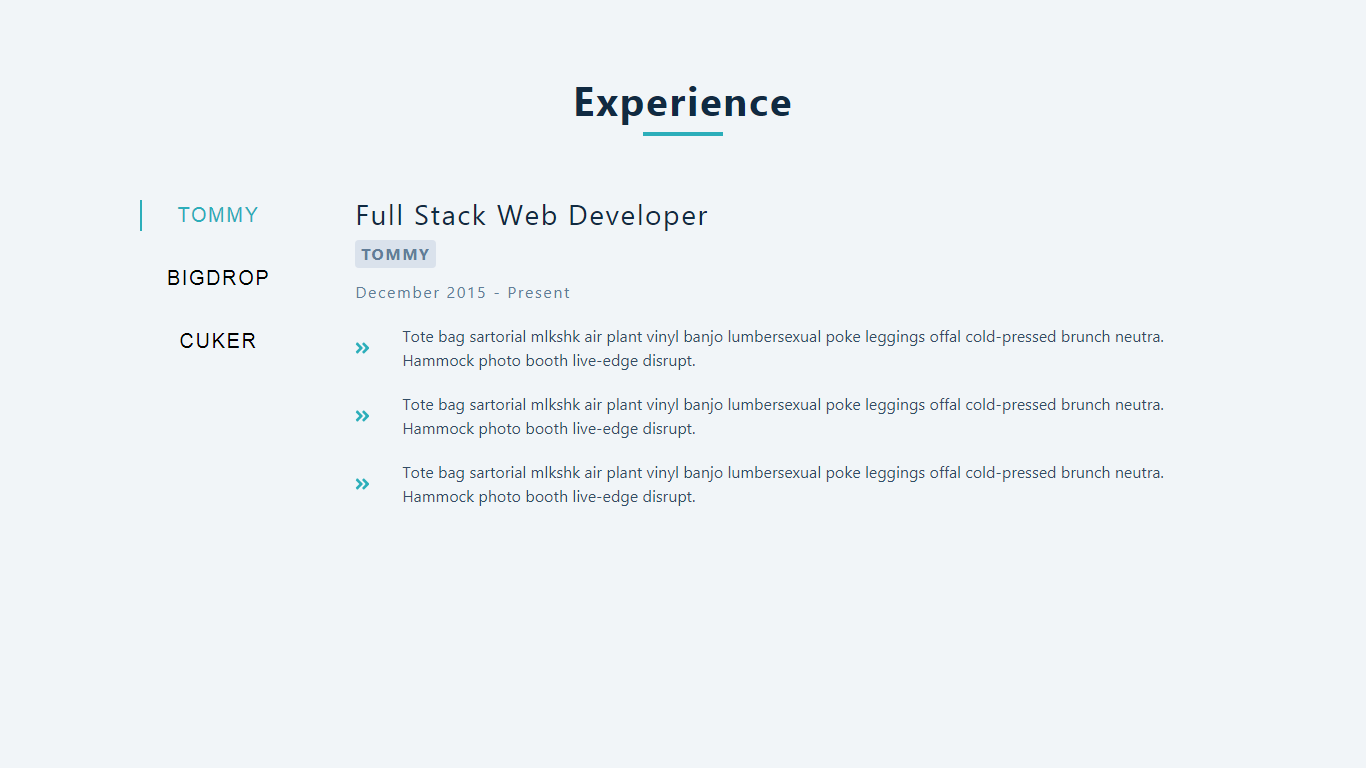 Experience
TOMMY
BIGDROP
CUKER
Full Stack Web Developer
TOMMY
December 2015 - Present
Tote bag sartorial mlkshk air plant vinyl banjo lumbersexual poke leggings offal cold-pressed brunch neutra.
Hammock photo booth live-edge disrupt.
Tote bag sartorial mlkshk air plant vinyl banjo lumbersexual poke leggings offal cold-pressed brunch neutra.
Hammock photo booth live-edge disrupt.
Tote bag sartorial mlkshk air plant vinyl banjo lumbersexual poke leggings offal cold-pressed brunch neutra.
Hammock photo booth live-edge disrupt.